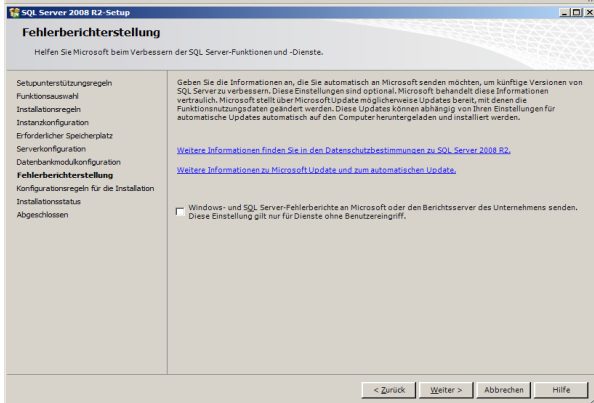 SQL Server 2008 R2-Setup
Fehlerberichterstellung
Helfen Sie Microsoft beim Verbessern der SQL Server-Funktionen und -Dienste.
Setupunterstützungsregeln
Funktionsauswahl
Installationsregeln
Instanzkonfiguration
Erforderlicher Speicherplatz
Serverkonfiguration
Datenbankmodulkonfiguration
Fehlerberichterstellung
Konfigurationsregeln für die Installation
Installationsstatus
Abgeschlossen
Geben Sie die Informationen an, die Sie automatisch an Microsoft senden möchten, um künftige Versionen von
SQL Server zu verbessern. Diese Einstellungen sind optional. Microsoft behandelt diese Informationen
vertraulich. Microsoft stellt über Microsoft Update möglicherweise Updates bereit, mit denen die
Funktionsnutzungsdaten geändert werden. Diese Updates können abhängig von Ihren Einstellungen für
automatische Updates automatisch auf den Computer heruntergeladen und installiert werden.
Weitere Informationen finden Sie in den Datenschutzbestimmungen zu SQL Server 2008 R2.
Weitere Informationen zu Microsoft Update und zum automatischen Update.
Windows- und SQL Server-Fehlerberichte an Microsoft oder den Berichtsserver des Unternehmens senden.
Diese Einstellung gilt nur für Dienste ohne Benutzereingriff.
< Zurück
Weiter >
Abbrechen
Hilfe